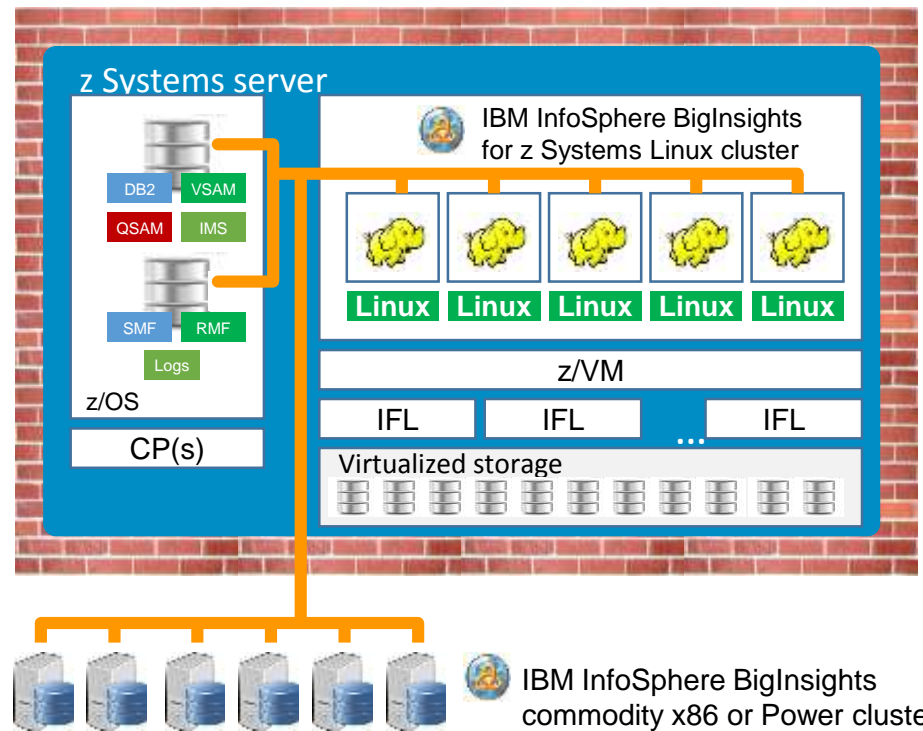 z Systems server
IBM InfoSphere BigInsights
for z Systems Linux cluster
DB2
VSAM
QSAM
IMS
SMF
RMF
Logs
z/OS
CP(s)
Linux
Linux
Linux
Linux
Linux
z/VM
IFL
IFL
...
IFL
Virtualized storage
IBM InfoSphere BigInsights
commodity x86 or Power cluste